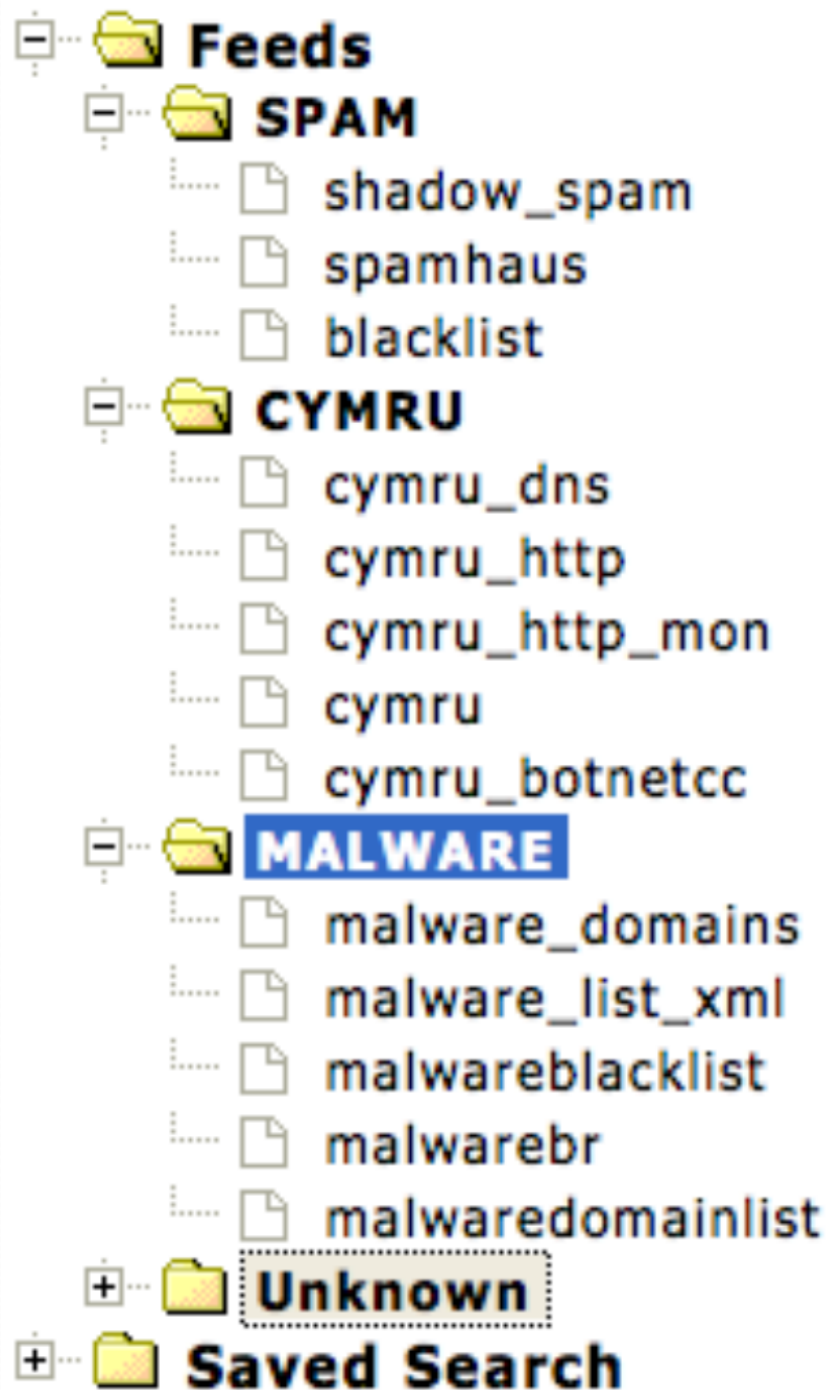 Feeds
SPAM
shadow_spam
spamhaus
blacklist
CYMRU
cymru_dns
cymru_http
cymru_http_mon
cymru
cymru_botnetcc
MALWARE
malware_domains
malware_list_xml
malwareblacklist
malwarebr
malwaredomainlist
Unknown
Saved Search